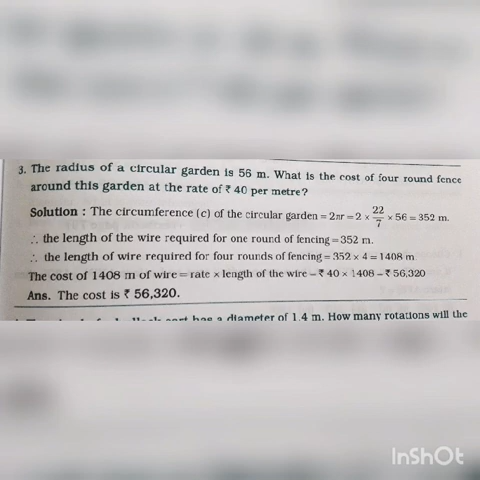 3. The radius of a circular garden is 56 m. What is the cost of four round fence
around this garden at the rate of ₹ 40 per metre?
Solution : The circumference (c) of the circular garden = 2πr = 2 × 22/7 × 56 = 352 m.
∴ the length of the wire required for one round of fencing = 352 m.
∴ the length of wire required for four rounds of fencing = 352 × 4 = 1408 m
The cost of 1408 m of wire = rate × length of the wire – ₹ 40 × 1408 – ₹ 56,320
Ans. The cost is ₹ 56,320.
has a diameter of 1.4 m. How many rotations will the
InShOt